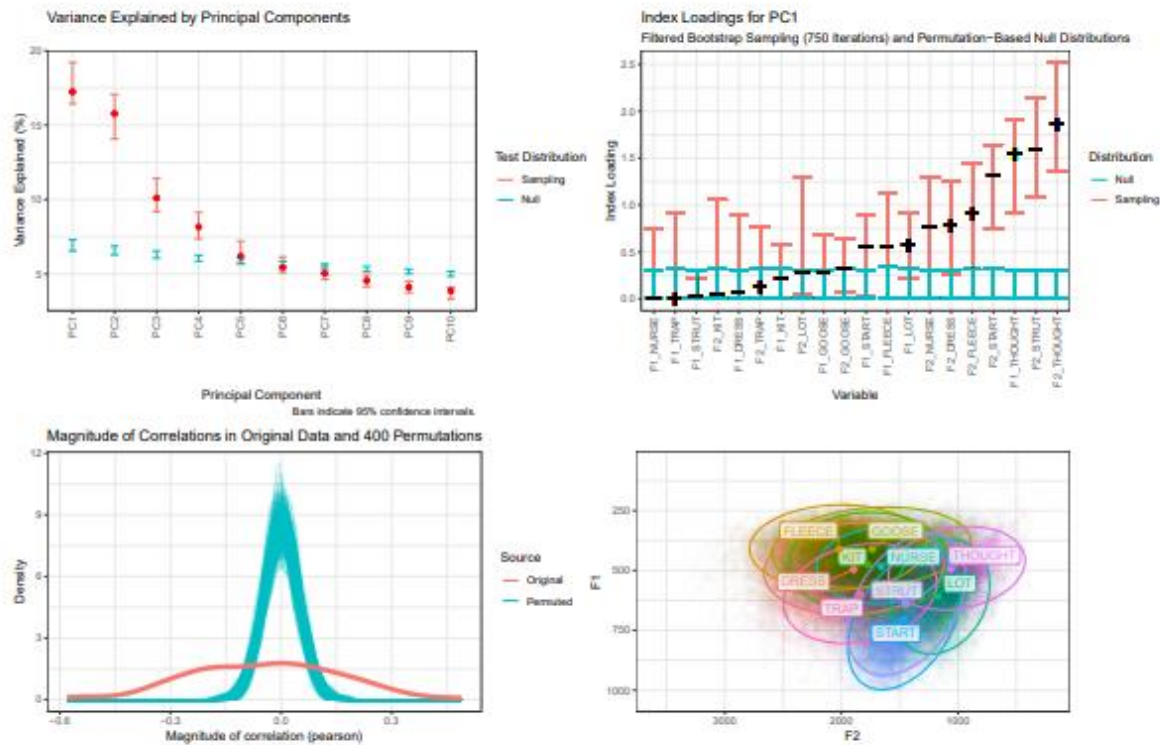 Variance Explained by Principal Components
Variance Explained (%)
20
15
10
5
PC1
PC2
PC3
PC4
PC5
PC6
PC7
PC8
PC9
PC10
Principal Component
Bars indicate 95% confidence intervals.
Test Distribution
Sampling
Null
Index Loadings for PC1
Filtered Bootstrap Sampling (750 Iterations) and Permutation-Based Null Distributions
Index Loading
2.5
2.0
1.5
1.0
0.5
0.0
F1_NURSE
F1_TRAP
F1_STRUT
F2_KIT
F1_DRESS
F2_TRAP
F1_KIT
F2_LOT
F1_GOOSE
F2_GOOSE
F1_START
F1_FLEECE
F1_LOT
F2_NURSE
F2_DRESS
F2_FLEECE
F2_START
F1_THOUGHT
F2_STRUT
F2_THOUGHT
Variable
Distribution
Null
Sampling
Magnitude of Correlations in Original Data and 400 Permutations
Density
12
9
6
3
0
-0.6
-0.3
0.0
0.3
Magnitude of correlation (pearson)
Source
Original
Permuted
F1
250
500
750
1000
FLEECE
GOOSE
KIT
NURSE
THOUGHT
DRESS
STRUT
LOT
TRAP
START
3000
2000
1000
F2